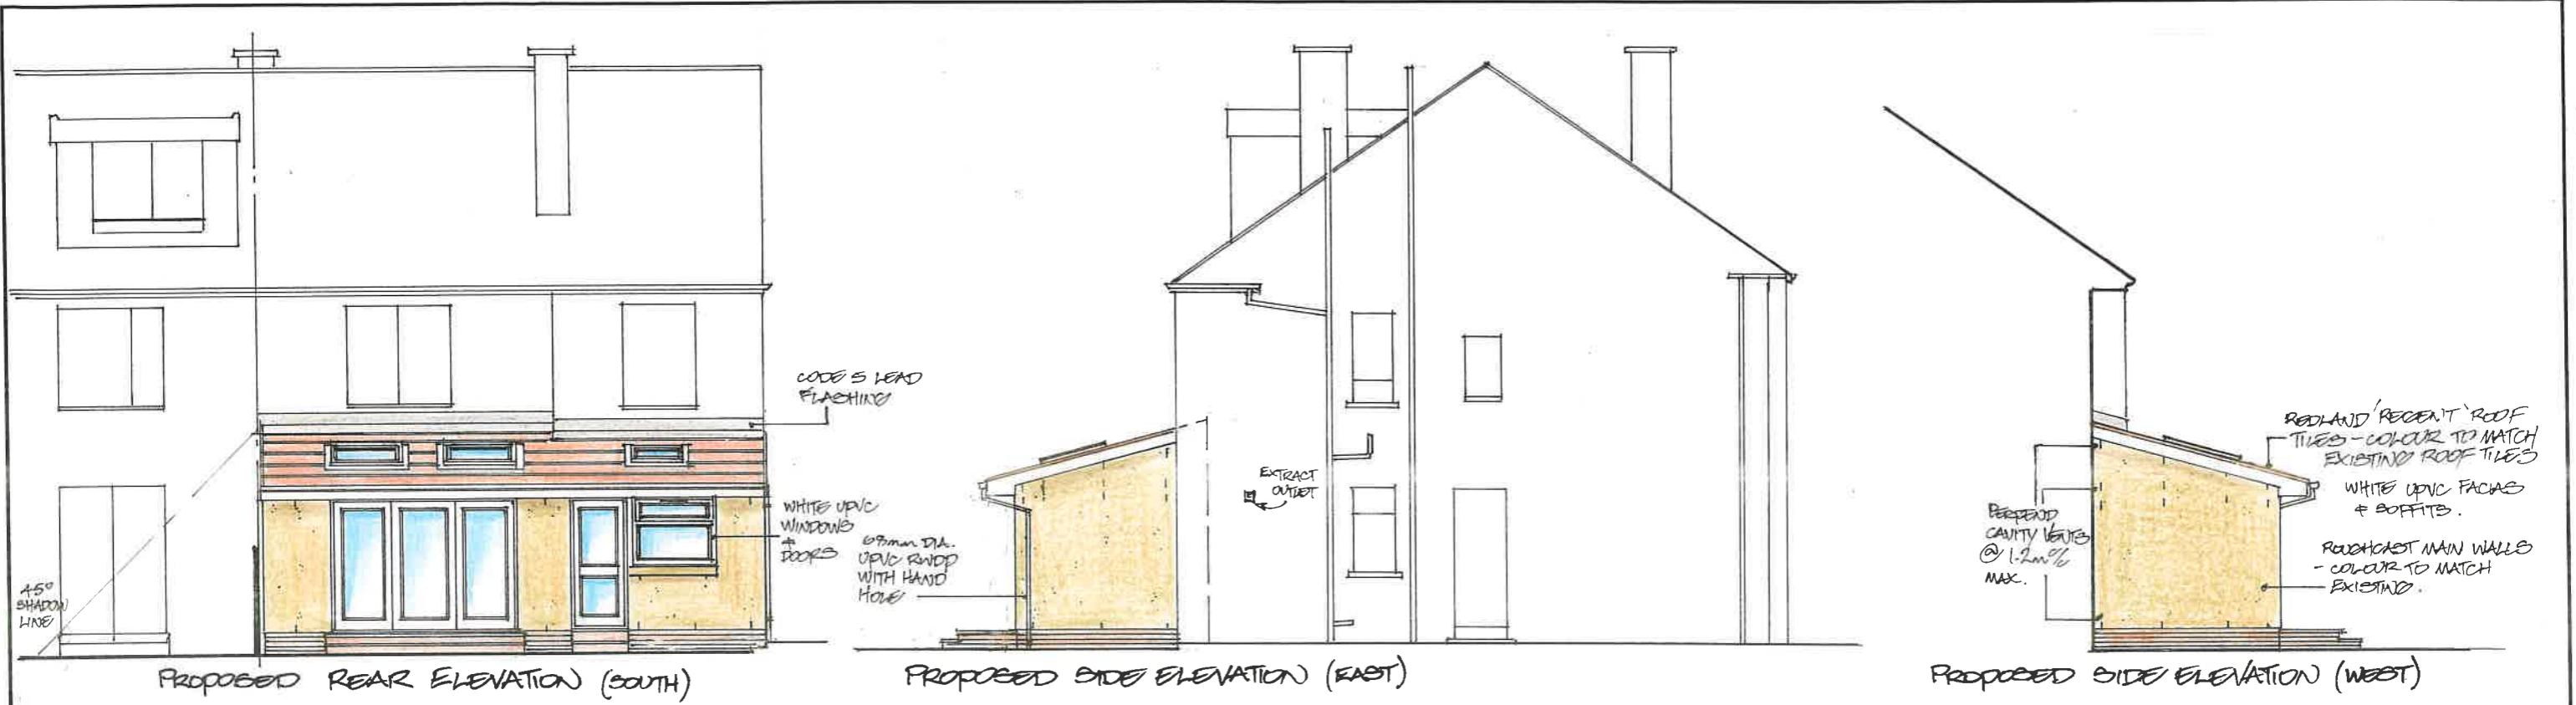 CODE 5 LEAD
FLASHING
WHITE UPVC
WINDOWS
+
DOORS
45°
SHADOW
LINE
PROPOSED REAR ELEVATION (SOUTH)
68mm DIA.
UPVC RWDP
WITH HAND
HOLE
EXTRACT
OUTLET
PROPOSED SIDE ELEVATION (EAST)
PERPEND
CAVITY VENTS
@ 1.2m %
MAX.
REDLAND 'REGENT' ROOF
TILES - COLOUR TO MATCH
EXISTING ROOF TILES
WHITE UPVC FACIAS
+ SOFFITS.
ROUGHCAST MAIN WALLS
- COLOUR TO MATCH
EXISTING.
PROPOSED SIDE ELEVATION (WEST)